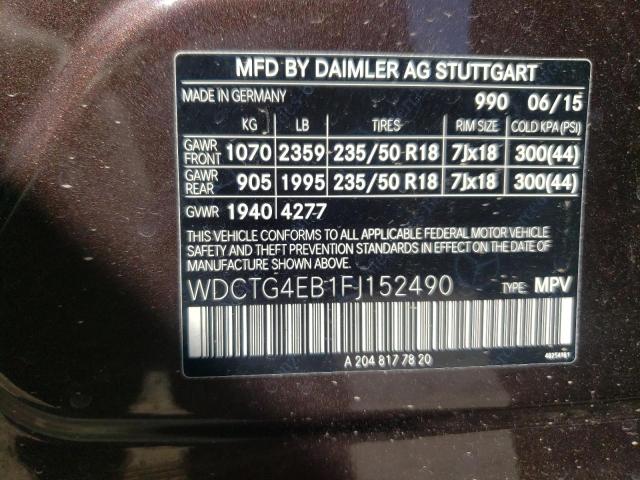 MFD BY DAIMLER AG STUTTGART
MADE IN GERMANY 990 06/15
KG LB TIRES RIM SIZE COLD KPA (PSI)
GAWR FRONT 1070 2359 235/50 R18 7Jx18 300(44)
GAWR REAR 905 1995 235/50 R18 7Jx18 300(44)
GVWR 1940 4277
THIS VEHICLE CONFORMS TO ALL APPLICABLE FEDERAL MOTOR VEHICLE
SAFETY AND THEFT PREVENTION STANDARDS IN EFFECT ON THE DATE OF
MANUFACTURE SHOWN ABOVE.
WDCTG4EB1FJ152490 TYPE: MPV
A 204 817 78 20